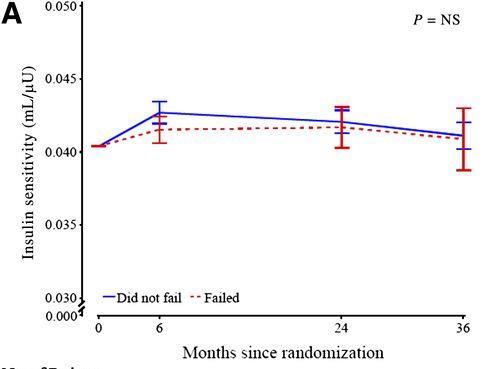 A
P = NS
Insulin sensitivity (mL/µU)
0.050
0.045
0.040
0.035
0.030
0.000
Did not fail
Failed
0
6
24
36
Months since randomization